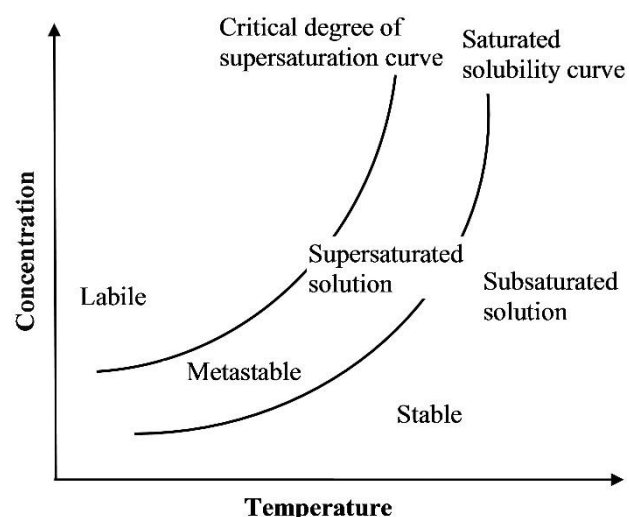 Critical degree of
supersaturation curve
Saturated
solubility curve
Concentration
Supersaturated
solution
Subsaturated
solution
Labile
Metastable
Stable
Temperature